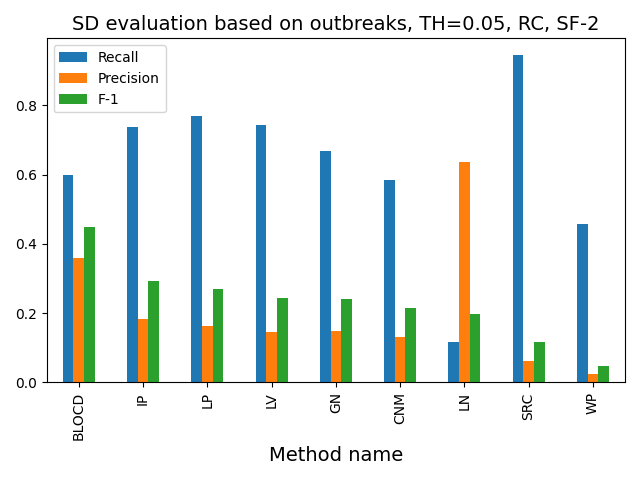 SD evaluation based on outbreaks, TH=0.05, RC, SF-2
Recall
Precision
F-1
0.8
0.6
0.4
0.2
0.0
BLOCD
IP
LP
LV
GN
CNM
LN
SRC
WP
Method name